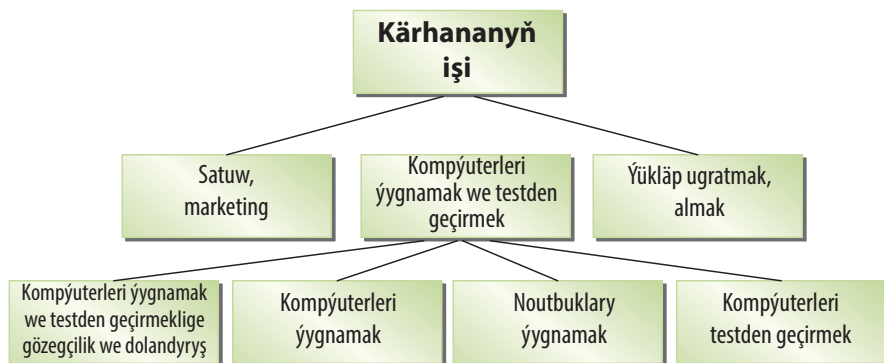 Kärhananyň
işi
Satuw,
marketing
Kompýuterleri
ýygnamak we testden
geçirmek
Ýükläp ugratmak,
almak
Kompýuterleri ýygnamak
we testden geçirmeklige
gözegçilik we dolandyryş
Kompýuterleri
ýygnamak
Noutbuklary
ýygnamak
Kompýuterleri
testden geçirmek